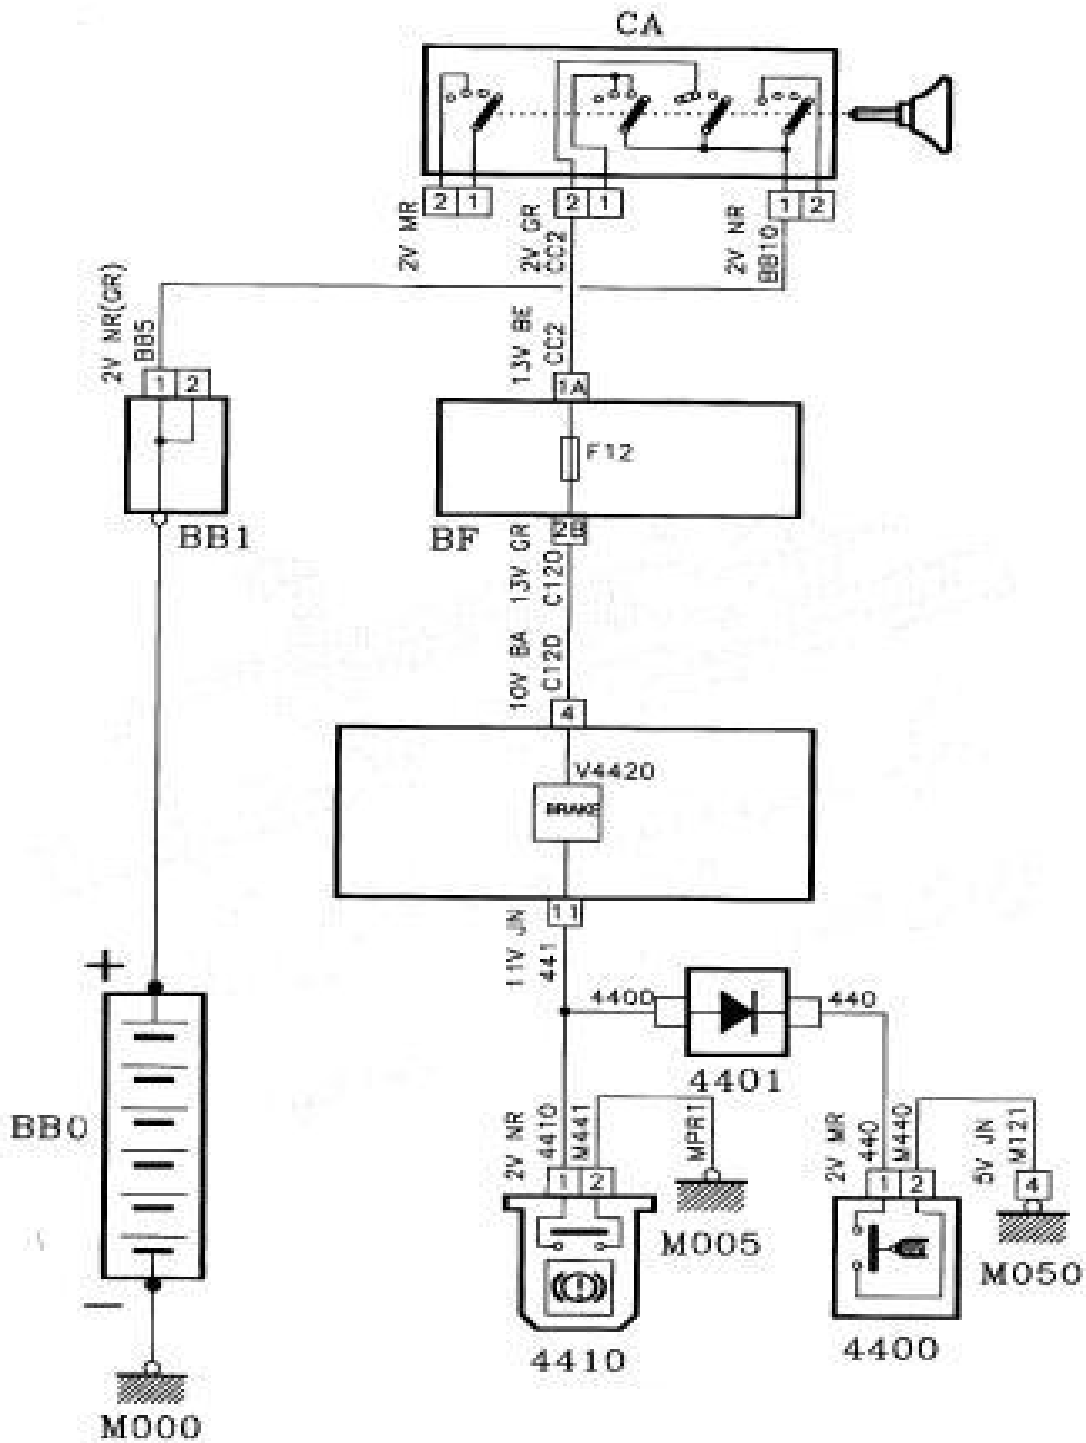 CA
2 1
2 1
1 2
2V MR
2V GR
CC2
2V NR
BB10
2V NR(GR)
BB5
13V BE
CC2
1 2
1A
F12
BB1
BF
2B
13V GR
C120
10V BA
C120
4
V4420
BRAKE
11
11V JN
441
+
4400
440
4401
BB0
2V NR
4410
M441
MPR1
2V MR
440
M440
5V JN
M121
1 2
1 2
4
M005
M050
4410
4400
−
M000